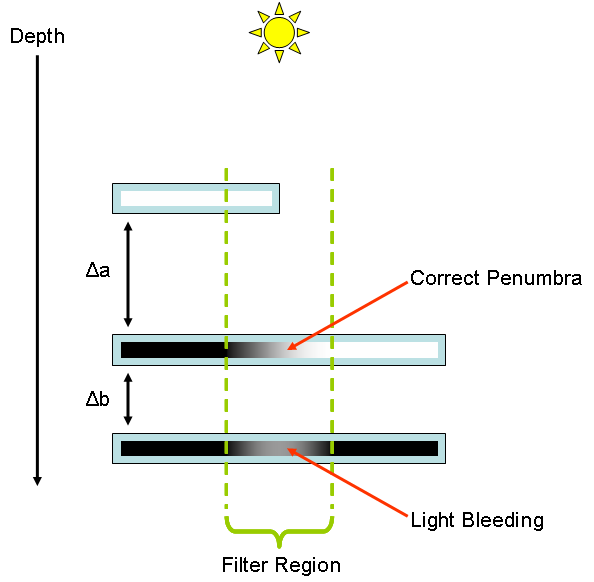 Depth
Δa
Correct Penumbra
Δb
Light Bleeding
Filter Region